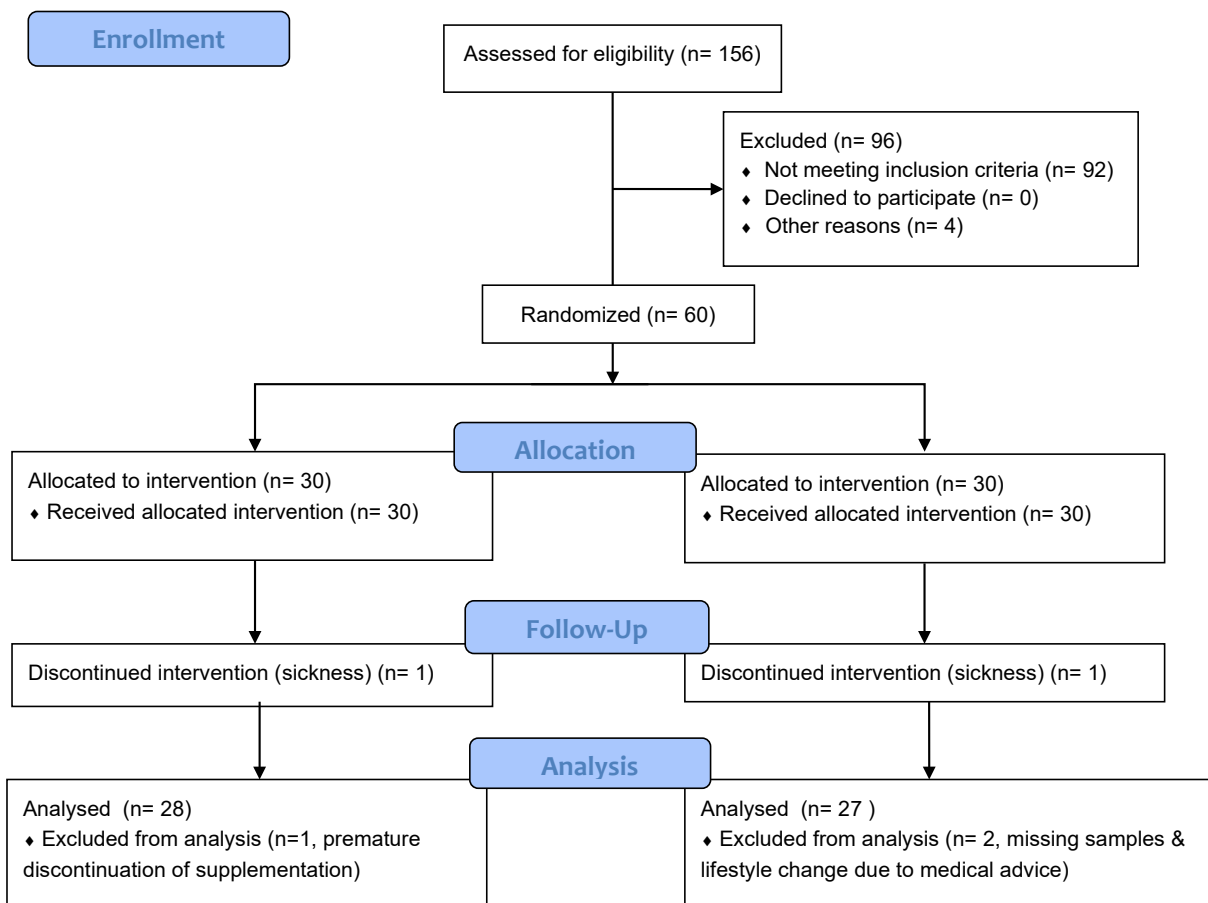 Enrollment
Assessed for eligibility (n= 156)
Excluded (n= 96)
♦ Not meeting inclusion criteria (n= 92)
♦ Declined to participate (n= 0)
♦ Other reasons (n= 4)
Randomized (n= 60)
Allocation
Allocated to intervention (n= 30)
♦ Received allocated intervention (n= 30)
Allocated to intervention (n= 30)
♦ Received allocated intervention (n= 30)
Follow-Up
Discontinued intervention (sickness) (n= 1)
Discontinued intervention (sickness) (n= 1)
Analysis
Analysed (n= 28)
♦ Excluded from analysis (n=1, premature
discontinuation of supplementation)
Analysed (n= 27 )
♦ Excluded from analysis (n= 2, missing samples &
lifestyle change due to medical advice)